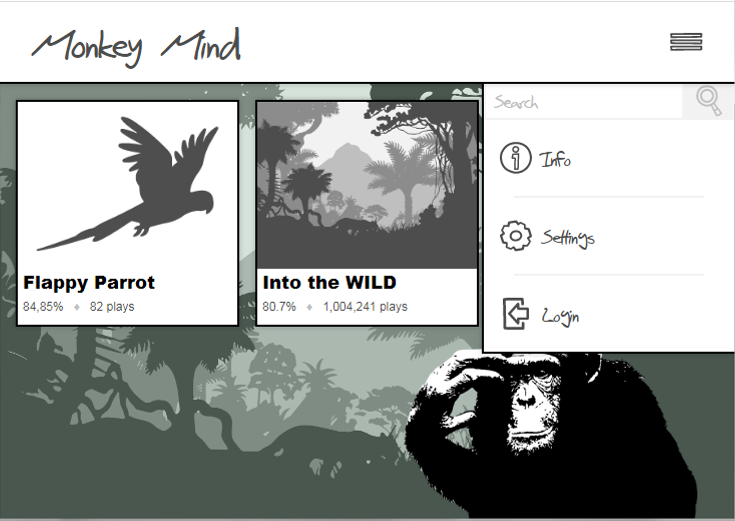 Monkey Mind
Search
Info
Settings
Login
Flappy Parrot
84,85% ♦ 82 plays
Into the WILD
80.7% ♦ 1,004,241 plays